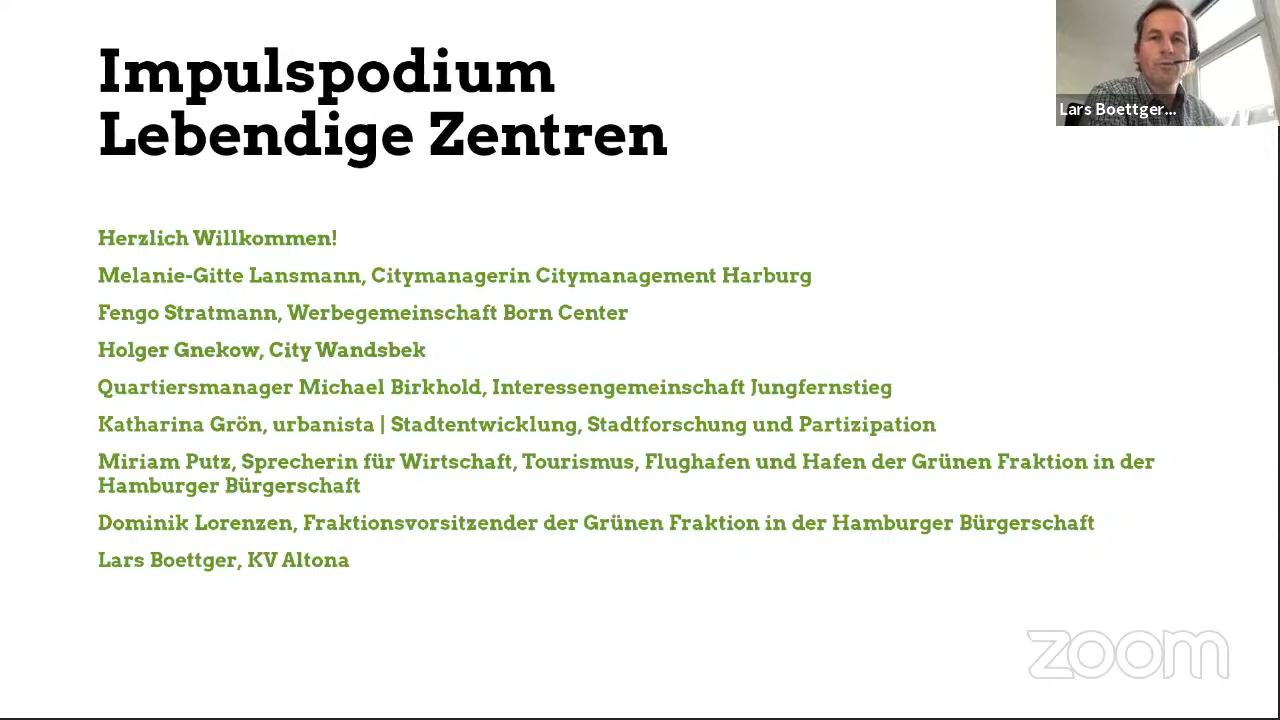 Impulspodium
Lebendige Zentren
Lars Boettger...
Herzlich Willkommen!
Melanie-Gitte Lansmann, Citymanagerin Citymanagement Harburg
Fengo Stratmann, Werbegemeinschaft Born Center
Holger Gnekow, City Wandsbek
Quartiersmanager Michael Birkhold, Interessengemeinschaft Jungfernstieg
Katharina Grön, urbanista | Stadtentwicklung, Stadtforschung und Partizipation
Miriam Putz, Sprecherin für Wirtschaft, Tourismus, Flughafen und Hafen der Grünen Fraktion in der
Hamburger Bürgerschaft
Dominik Lorenzen, Fraktionsvorsitzender der Grünen Fraktion in der Hamburger Bürgerschaft
Lars Boettger, KV Altona
zoom